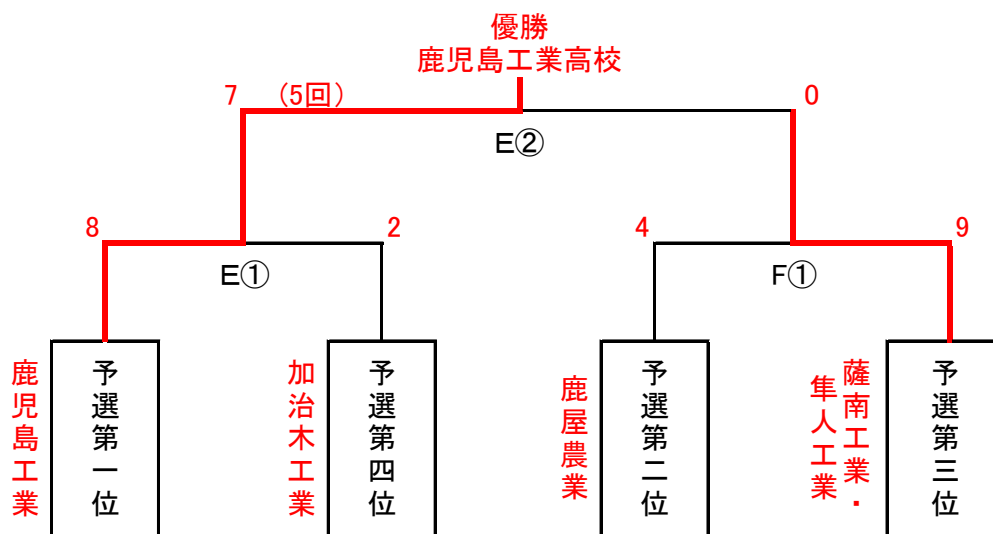 優勝
鹿児島工業高校
7 (5回) 0
E②
8 2 4 9
E① F①
鹿児島工業
予選第一位
加治木工業
予選第四位
鹿屋農業
予選第二位
薩南工業・
隼人工業
予選第三位